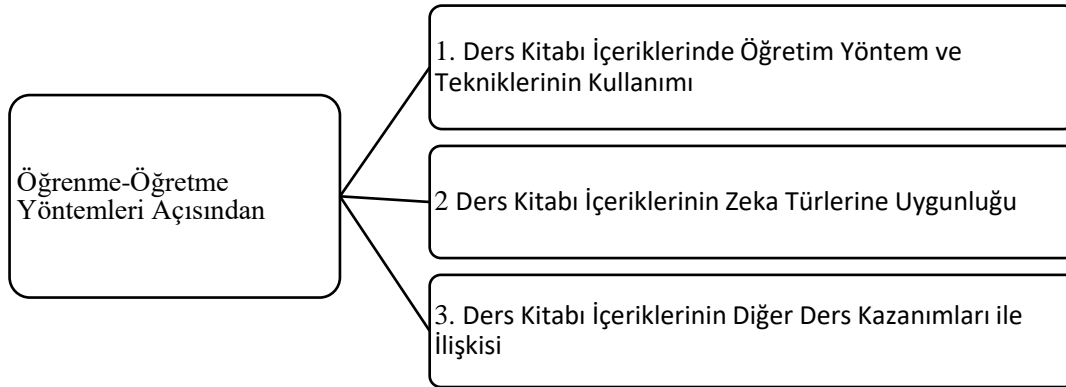 1. Ders Kitabı İçeriklerinde Öğretim Yöntem ve
Tekniklerinin Kullanımı
Öğrenme-Öğretme
Yöntemleri Açısından
2 Ders Kitabı İçeriklerinin Zeka Türlerine Uygunluğu
3. Ders Kitabı İçeriklerinin Diğer Ders Kazanımları ile
İlişkisi